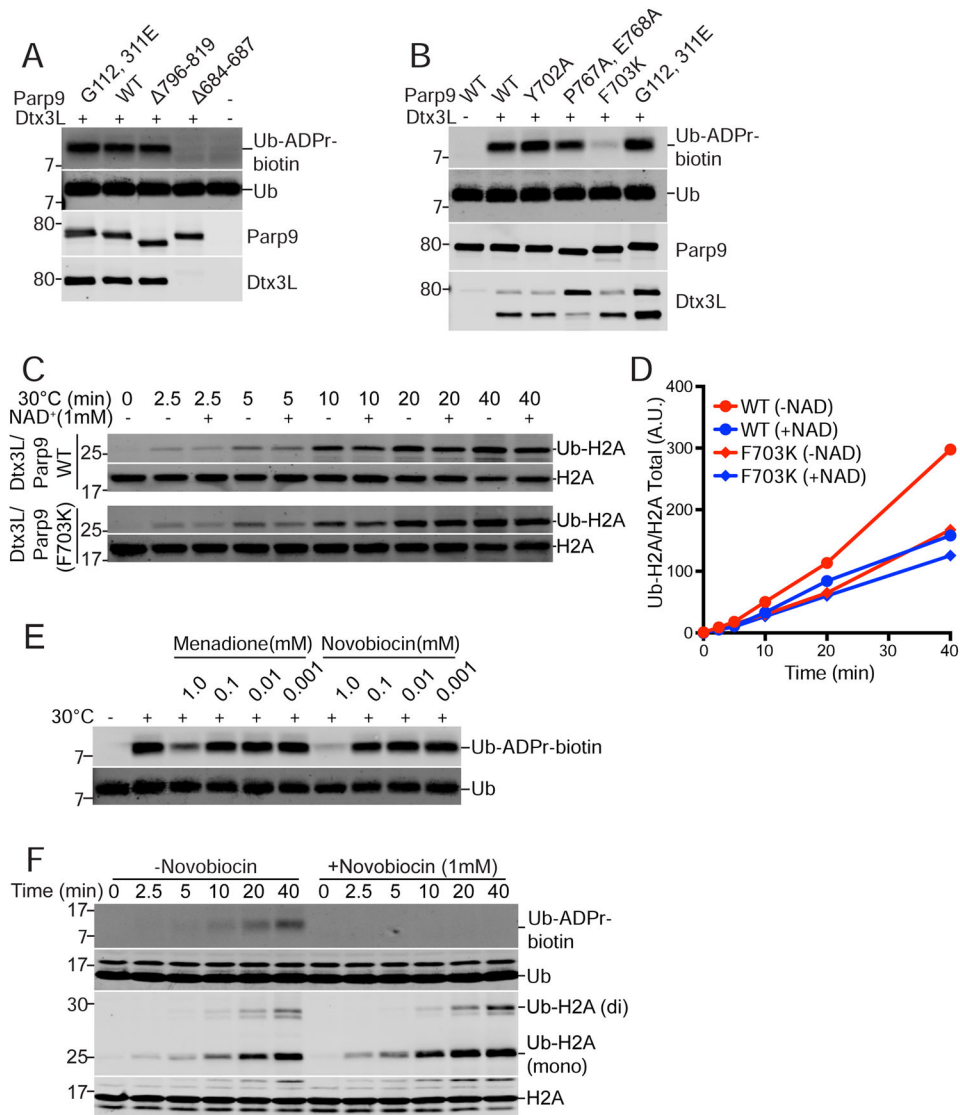 A
Parp9 G112, 311E WT Δ796-819 Δ684-687 -
Dtx3L + + + + -
Ub-ADPr-
biotin
7
Ub
7
80
Parp9
80
Dtx3L
B
Parp9 WT WT Y702A P767A, E768A F703K G112, 311E
Dtx3L - + + + + +
Ub-ADPr-
biotin
7
Ub
7
80
Parp9
80
Dtx3L
C
30°C (min) 0 2.5 2.5 5 5 10 10 20 20 40 40
NAD⁺(1mM) - - + - + - + - + - +
Dtx3L/
Parp9
WT
25
Ub-H2A
H2A
17
Dtx3L/
Parp9
(F703K)
25
Ub-H2A
H2A
17
D
Ub-H2A/H2A Total (A.U.)
400
300
200
100
0
WT (-NAD)
WT (+NAD)
F703K (-NAD)
F703K (+NAD)
0 10 20 30 40
Time (min)
E
Menadione(mM) Novobiocin(mM)
1.0 0.1 0.01 0.001 1.0 0.1 0.01 0.001
30°C - + + + + + + + + +
Ub-ADPr-biotin
7
Ub
7
F
-Novobiocin +Novobiocin (1mM)
Time (min) 0 2.5 5 10 20 40 0 2.5 5 10 20 40
17
Ub-ADPr-
biotin
7
17
Ub
30
Ub-H2A (di)
Ub-H2A
(mono)
25
17
H2A